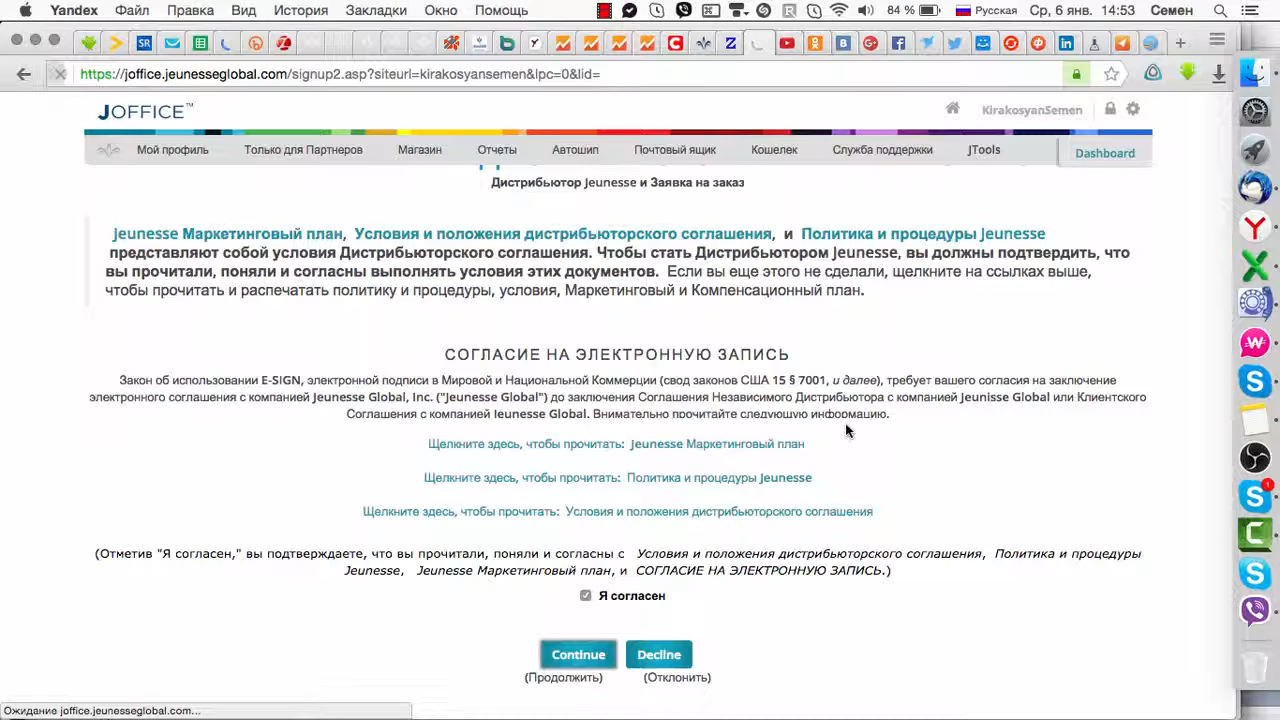 Yandex Файл Правка Вид История Закладки Окно Помощь 84 % Русская Ср, 6 янв. 14:53 Семен
https://joffice.jeunesseglobal.com/signup2.asp?siteurl=kirakosyansemen&ipc=0&lid=
JOFFICE™ KirakosyanSemen
Мой профиль Только для Партнеров Магазин Отчеты Автошип Почтовый ящик Кошелек Служба поддержки JTools Dashboard
Дистрибьютор Jeunesse и Заявка на заказ
Jeunesse Маркетинговый план, Условия и положения дистрибьюторского соглашения, и Политика и процедуры Jeunesse
представляют собой условия Дистрибьюторского соглашения. Чтобы стать Дистрибьютором Jeunesse, вы должны подтвердить, что
вы прочитали, поняли и согласны выполнять условия этих документов. Если вы еще этого не сделали, щелкните на ссылках выше,
чтобы прочитать и распечатать политику и процедуры, условия, Маркетинговый и Компенсационный план.
СОГЛАСИЕ НА ЭЛЕКТРОННУЮ ЗАПИСЬ
Закон об использовании E-SIGN, электронной подписи в Мировой и Национальной Коммерции (свод законов США 15 § 7001, и далее), требует вашего согласия на заключение
электронного соглашения с компанией Jeunesse Global, Inc. ("Jeunesse Global") до заключения Соглашения Независимого Дистрибьютора с компанией Jeunisse Global или Клиентского
Соглашения с компанией Jeunesse Global. Внимательно прочитайте следующую информацию.
Щелкните здесь, чтобы прочитать: Jeunesse Маркетинговый план
Щелкните здесь, чтобы прочитать: Политика и процедуры Jeunesse
Щелкните здесь, чтобы прочитать: Условия и положения дистрибьюторского соглашения
(Отметив "Я согласен," вы подтверждаете, что вы прочитали, поняли и согласны с Условия и положения дистрибьюторского соглашения, Политика и процедуры
Jeunesse, Jeunesse Маркетинговый план, и СОГЛАСИЕ НА ЭЛЕКТРОННУЮ ЗАПИСЬ.)
Я согласен
Continue Decline
(Продолжить) (Отклонить)
Ожидание joffice.jeunesseglobal.com...